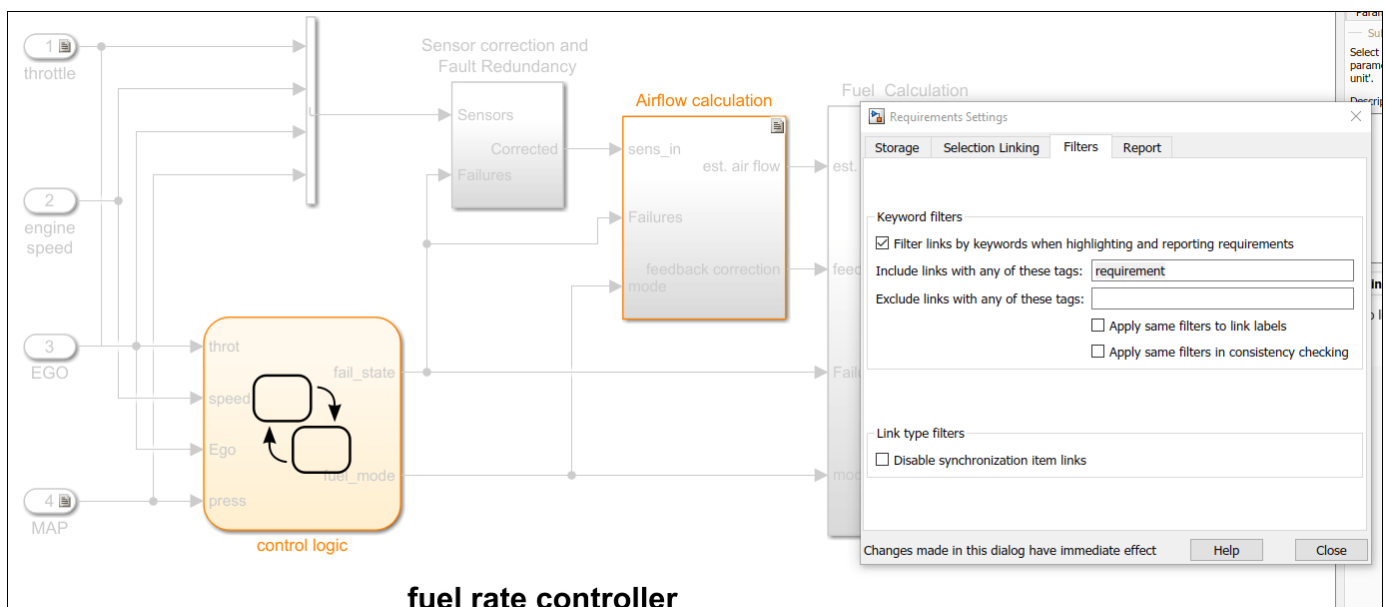 1
throttle
2
engine
speed
3
EGO
4
MAP
Sensor correction and
Fault Redundancy
Sensors
Corrected
Failures
Airflow calculation
sens_in
est. air flow
Failures
feedback correction
mode
Fuel Calculation
est.
throt
fail_state
speed
Ego
fuel_mode
press
control logic
fuel rate controller
Requirements Settings
Storage
Selection Linking
Filters
Report
Keyword filters
Filter links by keywords when highlighting and reporting requirements
Include links with any of these tags: requirement
Exclude links with any of these tags:
Apply same filters to link labels
Apply same filters in consistency checking
Link type filters
Disable synchronization item links
Changes made in this dialog have immediate effect
Help
Close
Select
unit'.